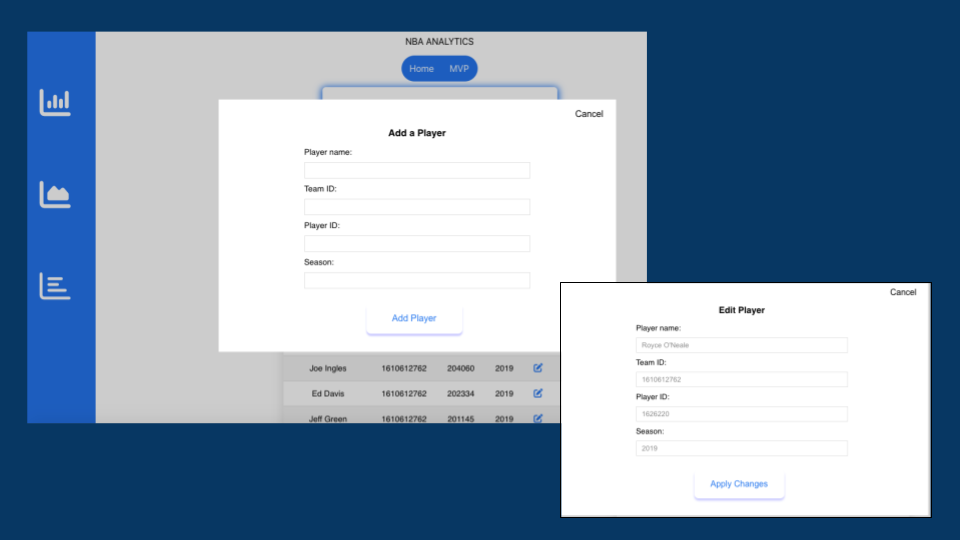 NBA ANALYTICS
Home MVP
Cancel
Add a Player
Player name:
Team ID:
Player ID:
Season:
Add Player
Joe Ingles 1610612762 204060 2019
Ed Davis 1610612762 202334 2019
Jeff Green 1610612762 201145 2019
Cancel
Edit Player
Player name:
Royce O'Neale
Team ID:
1610612762
Player ID:
1626220
Season:
2019
Apply Changes